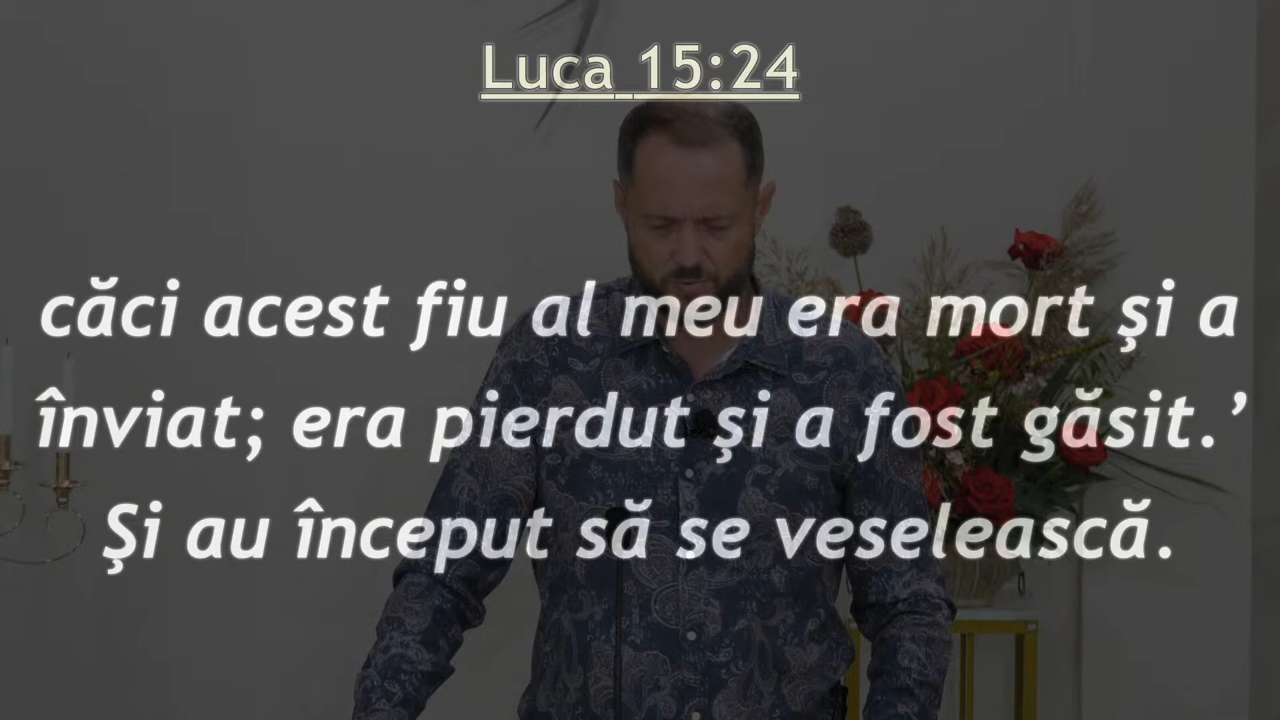 Luca 15:24
căci acest fiu al meu era mort şi a
înviat; era pierdut şi a fost găsit.’
Şi au început să se veselească.